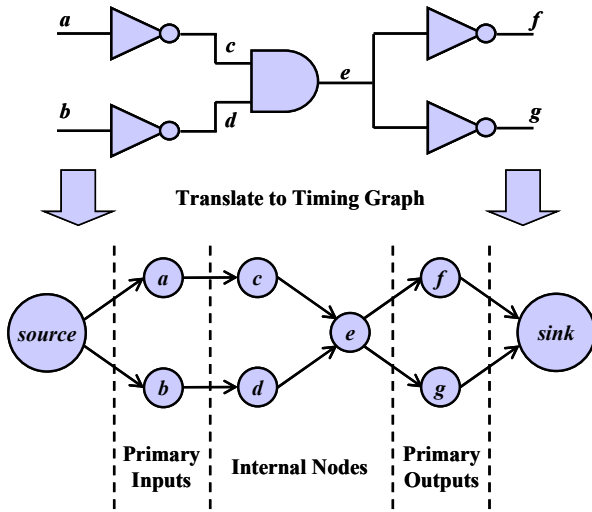 a
f
c
e
b
d
g
Translate to Timing Graph
a
c
f
source
e
sink
b
d
g
Primary
Inputs
Internal Nodes
Primary
Outputs